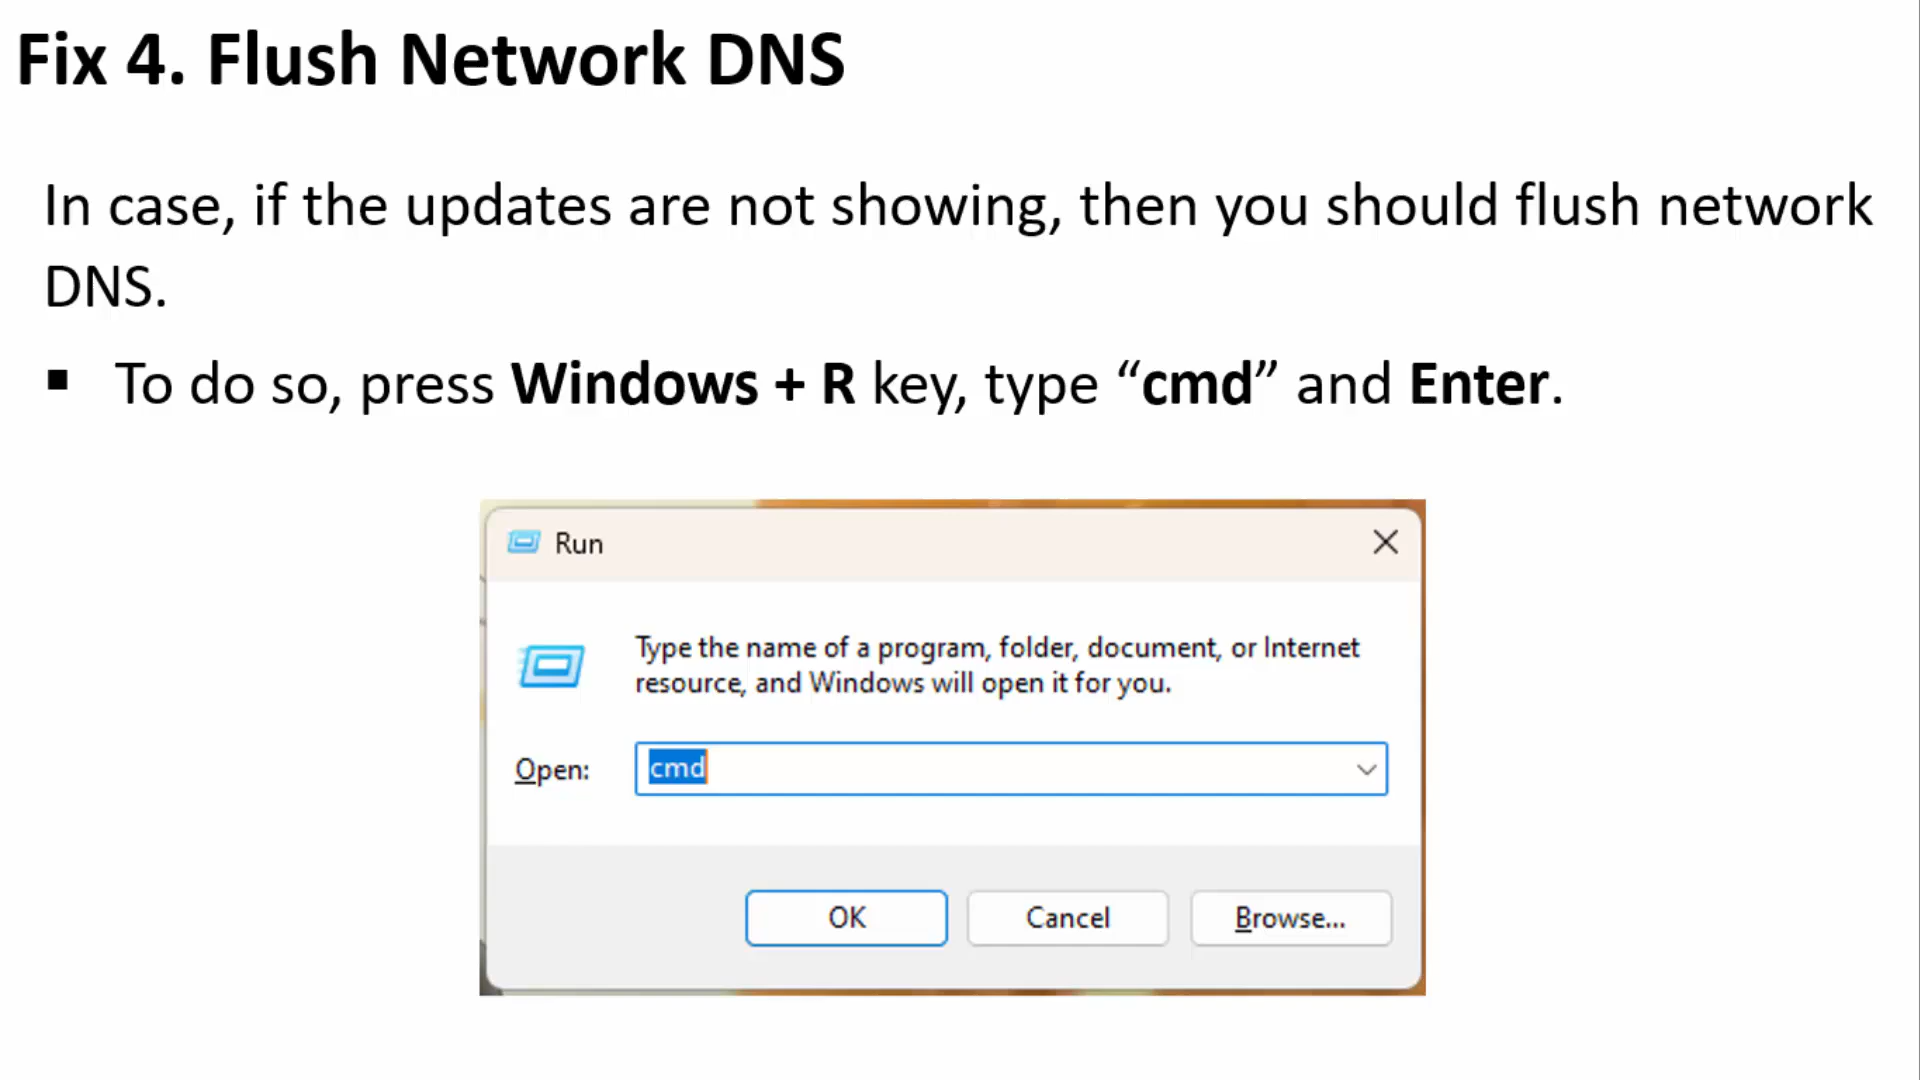 Fix 4. Flush Network DNS
In case, if the updates are not showing, then you should flush network
DNS.
▪ To do so, press Windows + R key, type “cmd” and Enter.
Run
Type the name of a program, folder, document, or Internet
resource, and Windows will open it for you.
Open: cmd
OK Cancel Browse...